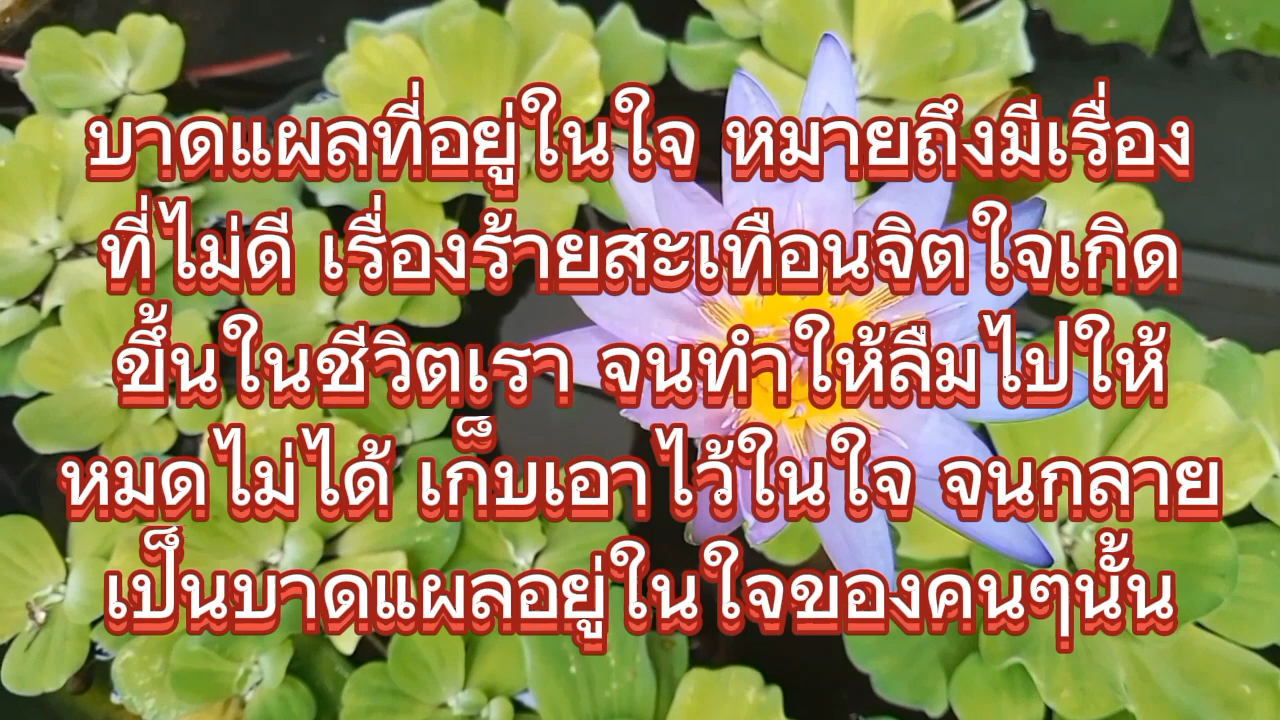 บาดแผลที่อยู่ในใจ หมายถึงมีเรื่อง
ที่ไม่ดี เรื่องร้ายสะเทือนจิตใจเกิด
ขึ้นในชีวิตเรา จนทำให้ลืมไปให้
หมดไม่ได้ เก็บเอาไว้ในใจ จนกลาย
เป็นบาดแผลอยู่ในใจของคนๆนั้น